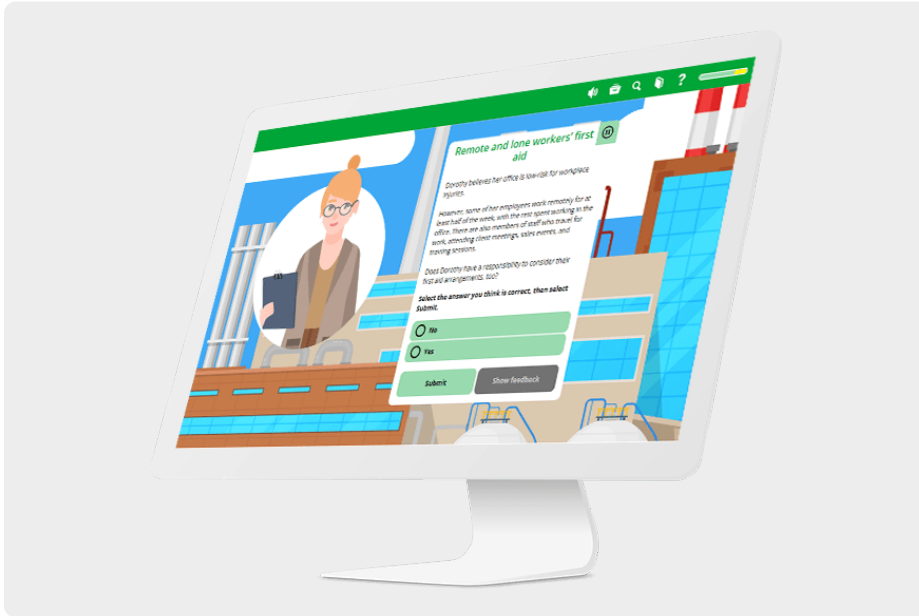 ?
Remote and lone workers' first
aid
Dorothy believes her office is low-risk for workplace
injuries.
However, some of her employees work remotely for at
least half of the week, with the rest spent working in the
office. There are also members of staff who travel for
work, attending client meetings, sales events, and
training sessions.
Does Dorothy have a responsibility to consider their
first aid arrangements, too?
Select the answer you think is correct, then select
Submit.
No
Yes
Submit
Show feedback